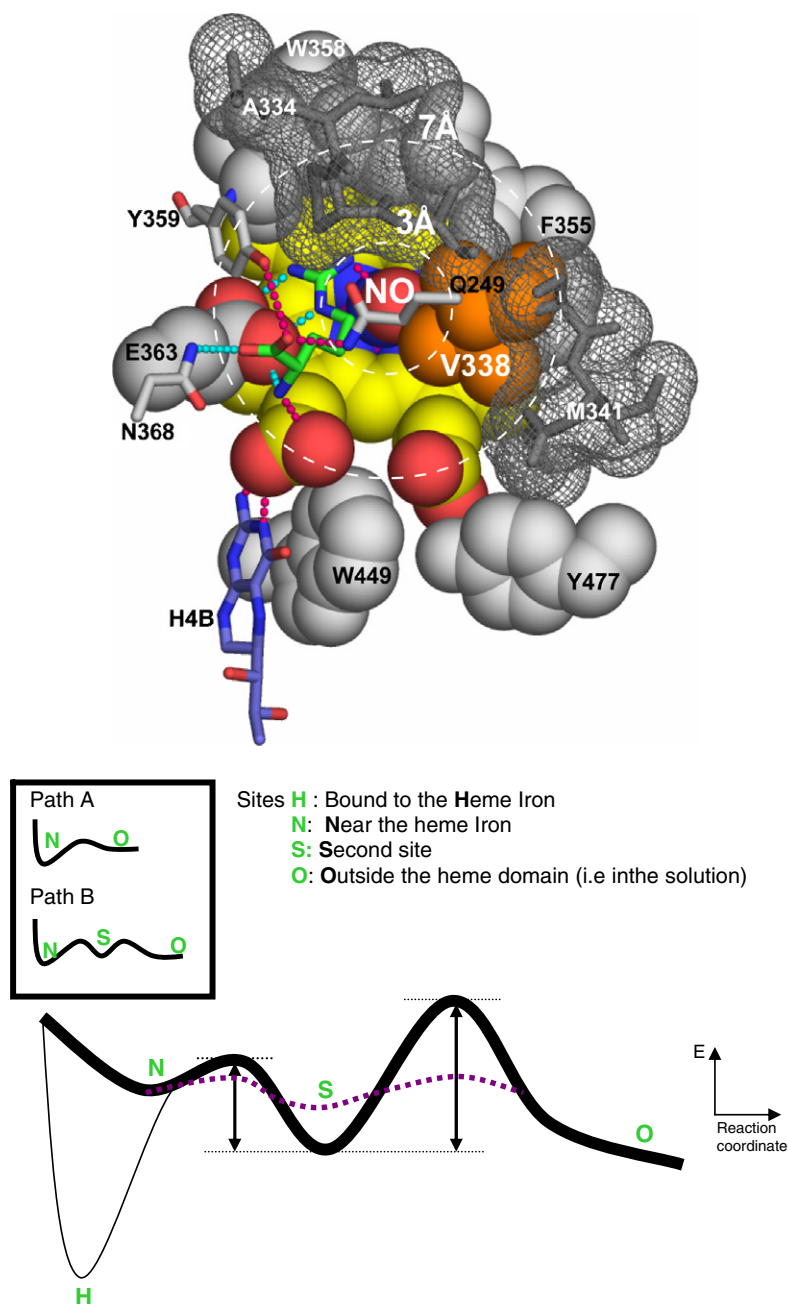 W358
A334
7Å
Y359
3Å
F355
NO
Q249
E363
V338
N368
M341
W449
Y477
H4B
Path A
N
O
Path B
N
S
O
Sites H : Bound to the Heme Iron
N: Near the heme Iron
S: Second site
O: Outside the heme domain (i.e inthe solution)
N
S
O
H
E
Reaction
coordinate